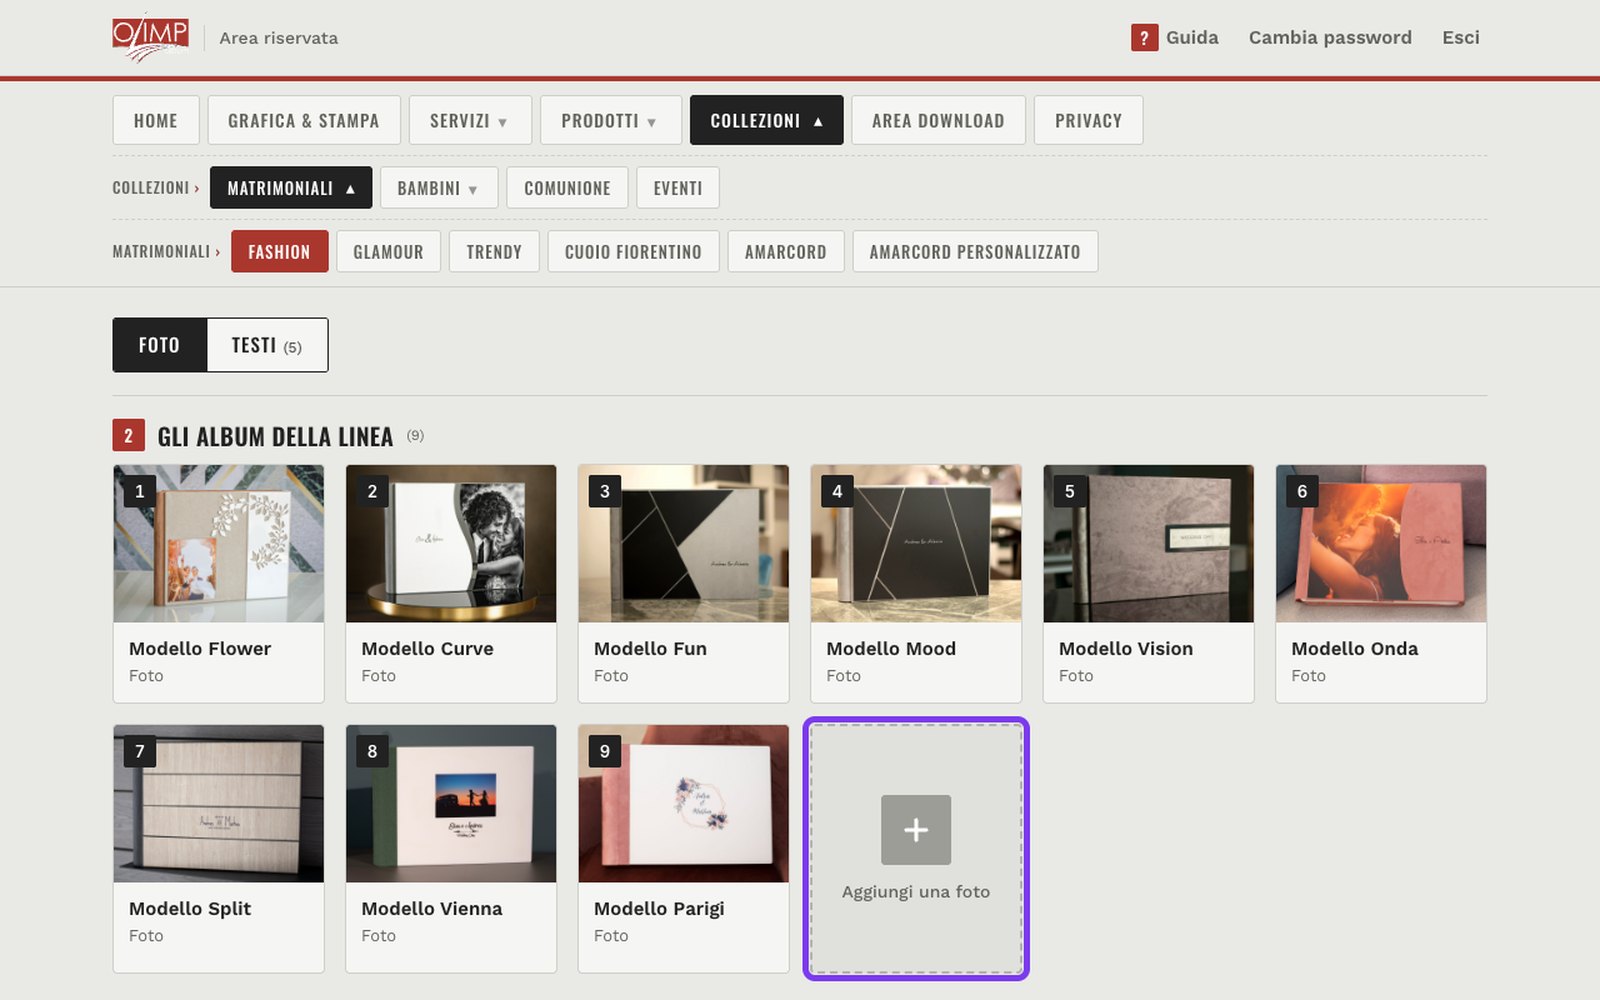 OLIMP
Area riservata
? Guida
Cambia password
Esci
HOME
GRAFICA & STAMPA
SERVIZI ▼
PRODOTTI ▼
COLLEZIONI ▲
AREA DOWNLOAD
PRIVACY
COLLEZIONI ›
MATRIMONIALI ▲
BAMBINI ▼
COMUNIONE
EVENTI
MATRIMONIALI ›
FASHION
GLAMOUR
TRENDY
CUOIO FIORENTINO
AMARCORD
AMARCORD PERSONALIZZATO
FOTO
TESTI (5)
2 GLI ALBUM DELLA LINEA (9)
1
Modello Flower
Foto
2
Modello Curve
Foto
3
Modello Fun
Foto
4
Modello Mood
Foto
5
Modello Vision
Foto
6
Modello Onda
Foto
7
Modello Split
Foto
8
Modello Vienna
Foto
9
Modello Parigi
Foto
+
Aggiungi una foto